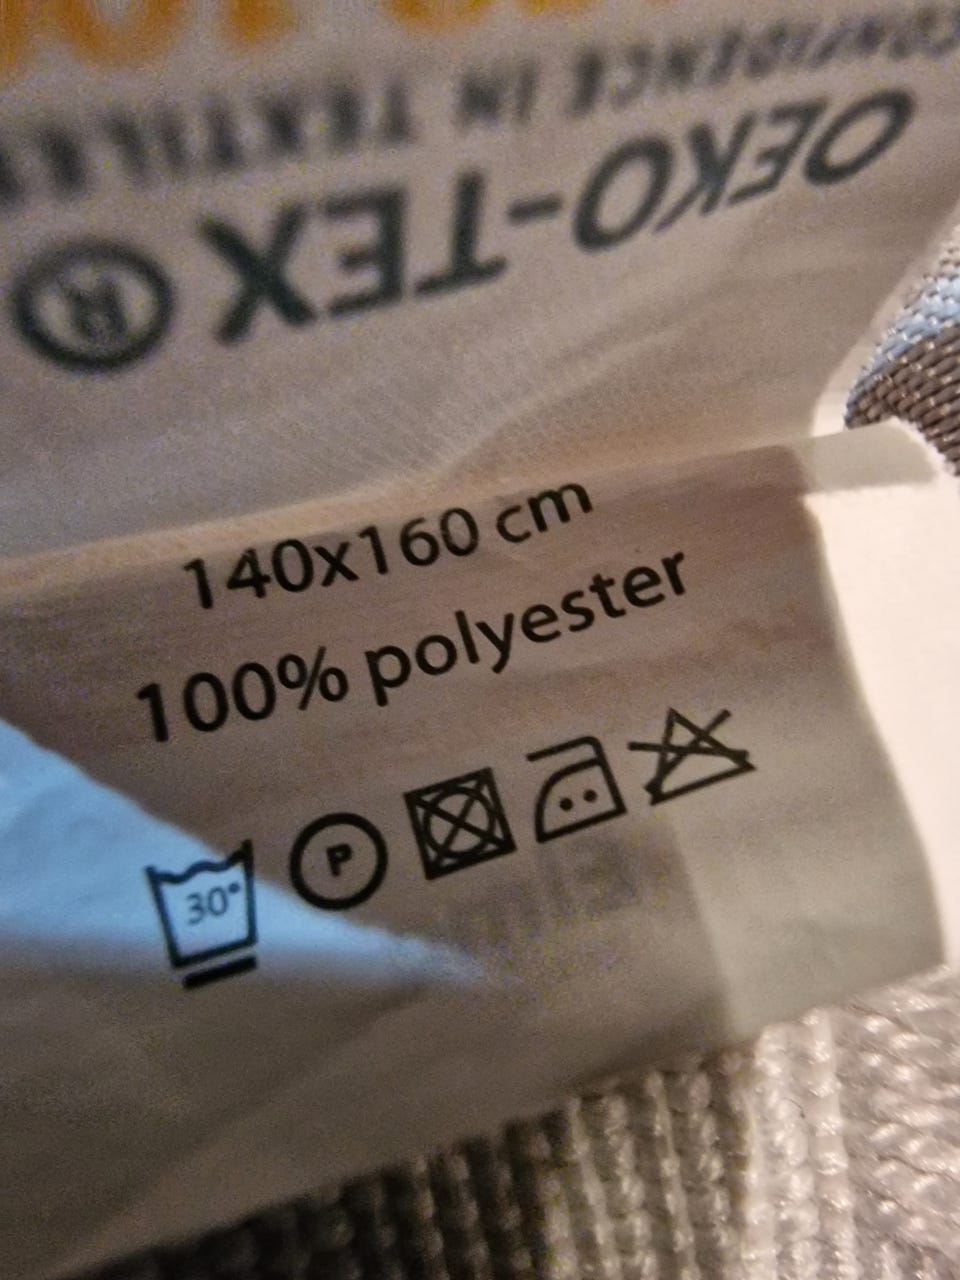 OEKO-TEX®
CONFIDENCE IN TEXTILES
140x160 cm
100% polyester
30° P